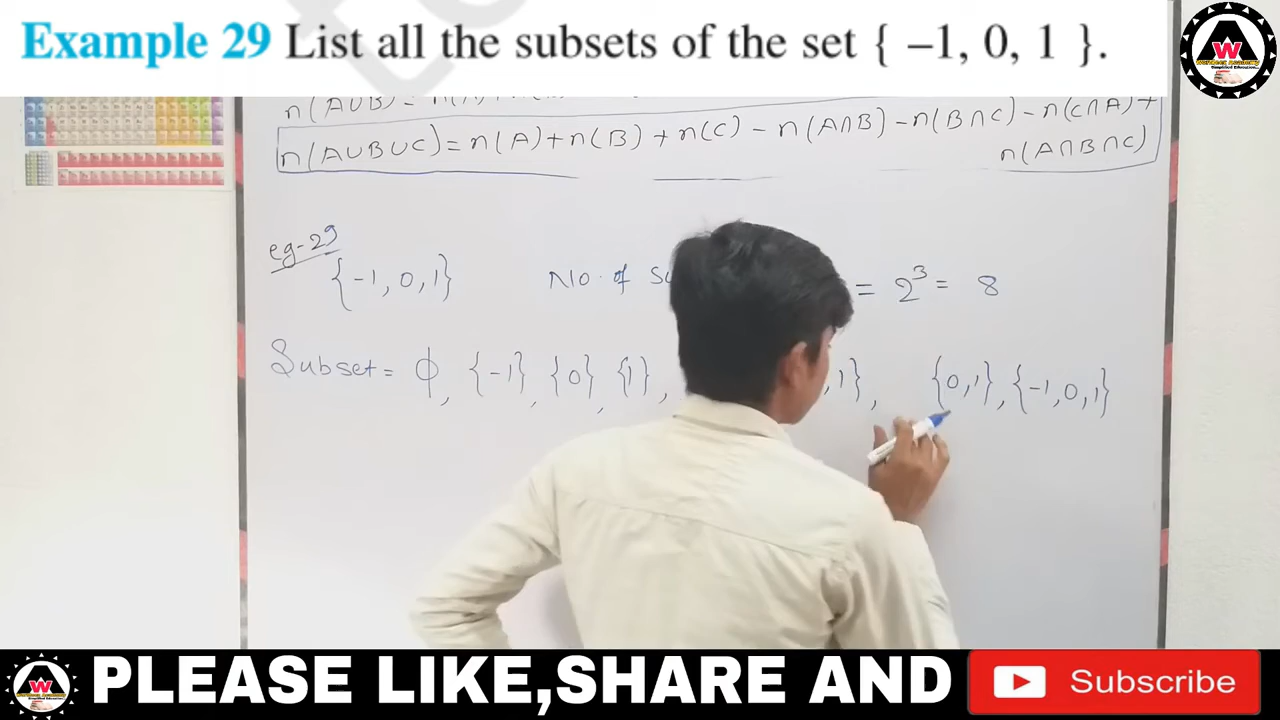 Example 29 List all the subsets of the set { –1, 0, 1 }.
n(A∪B) =
n(A∪B∪C) = n(A) + n(B) + n(C) – n(A∩B) – n(B∩C) – n(C∩A) +
n(A∩B∩C)
eg-29
{-1, 0, 1} No. of = 2³ = 8
Subset = ϕ, {-1}, {0}, {1}, , 1}, {0,1}, {-1,0,1}
PLEASE LIKE,SHARE AND Subscribe